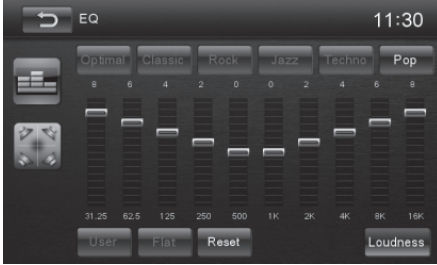 EQ 11:30
Optimal Classic Rock Jazz Techno Pop
8 6 4 2 0 0 2 4 6 8
31.25 62.5 125 250 500 1K 2K 4K 8K 16K
User Flat Reset Loudness